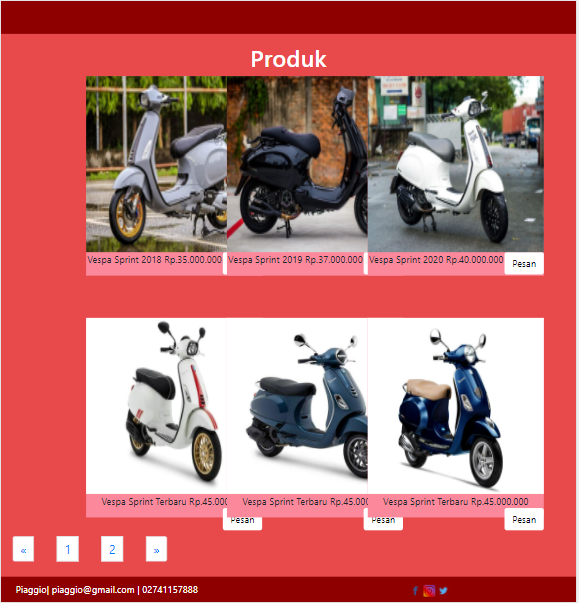 Produk
Vespa Sprint 2018 Rp.35.000.000
Vespa Sprint 2019 Rp.37.000.000
Vespa Sprint 2020 Rp.40.000.000
Pesan
Vespa Sprint Terbaru Rp.45.000
Vespa Sprint Terbaru Rp.45.000
Vespa Sprint Terbaru Rp.45.000.000
Pesan
Pesan
Pesan
« 1 2 »
Piaggio| piaggio@gmail.com | 02741157888